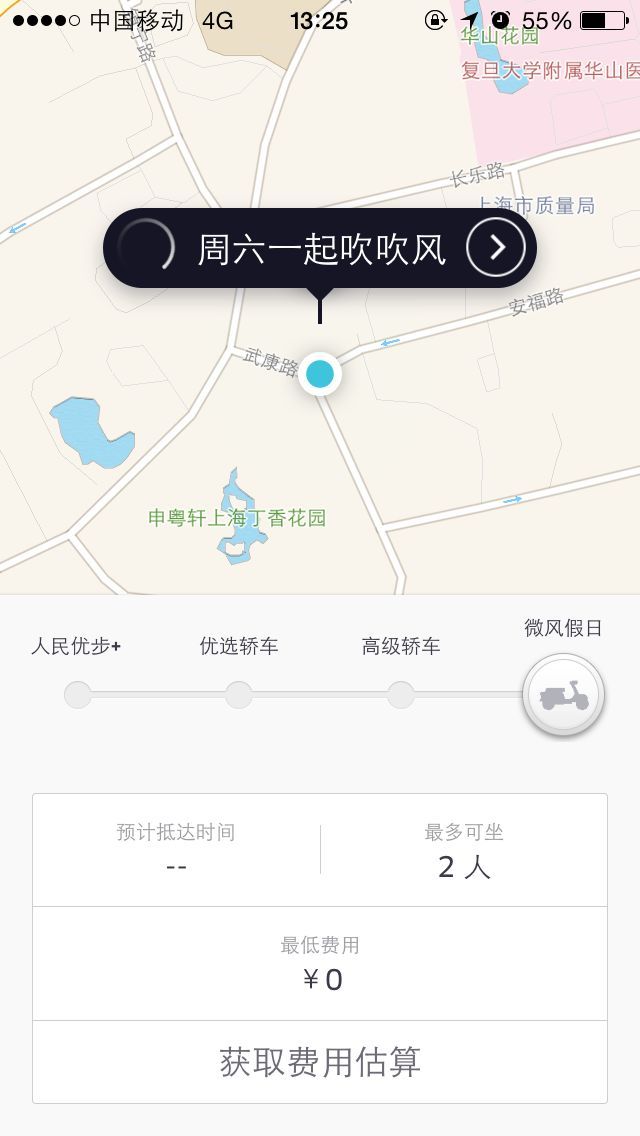 中国移动 4G 13:25 55%
华山花园
复旦大学附属华山医
长乐路
上海市质量局
周六一起吹吹风
安福路
武康路
申粤轩上海丁香花园
人民优步+ 优选轿车 高级轿车 微风假日
预计抵达时间 最多可坐
-- 2 人
最低费用
¥0
获取费用估算